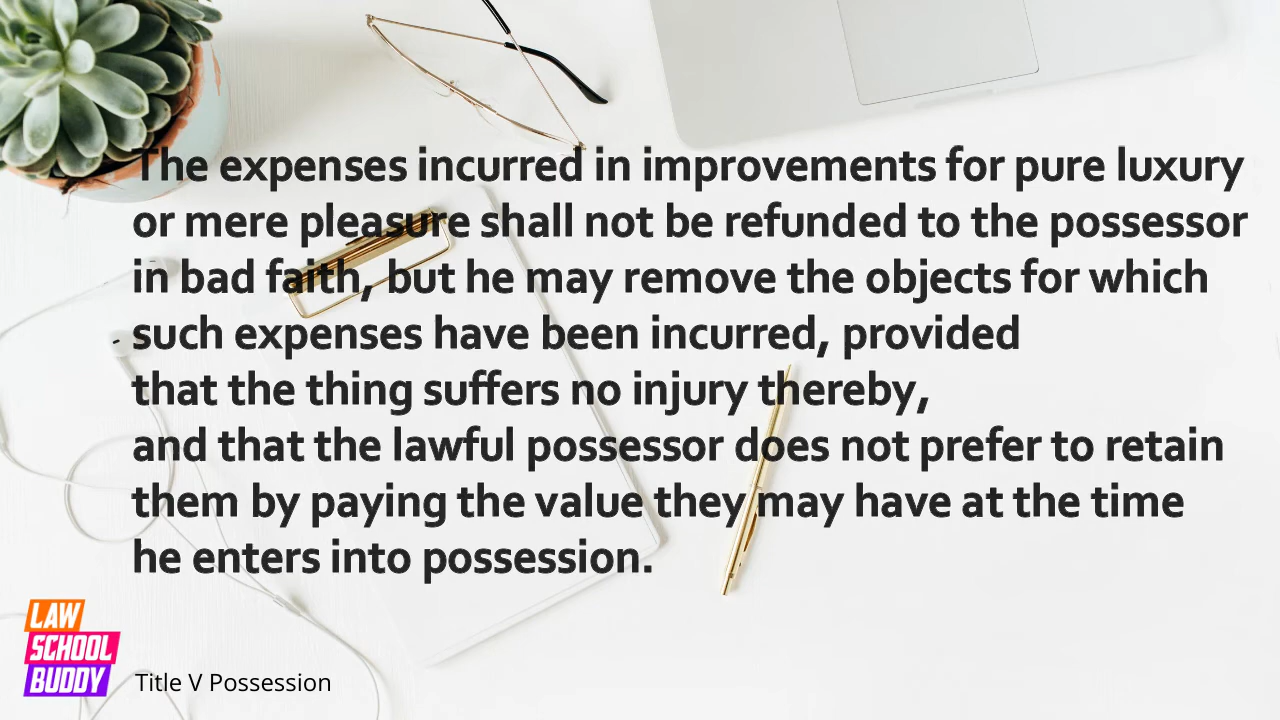 The expenses incurred in improvements for pure luxury
or mere pleasure shall not be refunded to the possessor
in bad faith, but he may remove the objects for which
such expenses have been incurred, provided
that the thing suffers no injury thereby,
and that the lawful possessor does not prefer to retain
them by paying the value they may have at the time
he enters into possession.
LAW
SCHOOL
BUDDY
Title V Possession